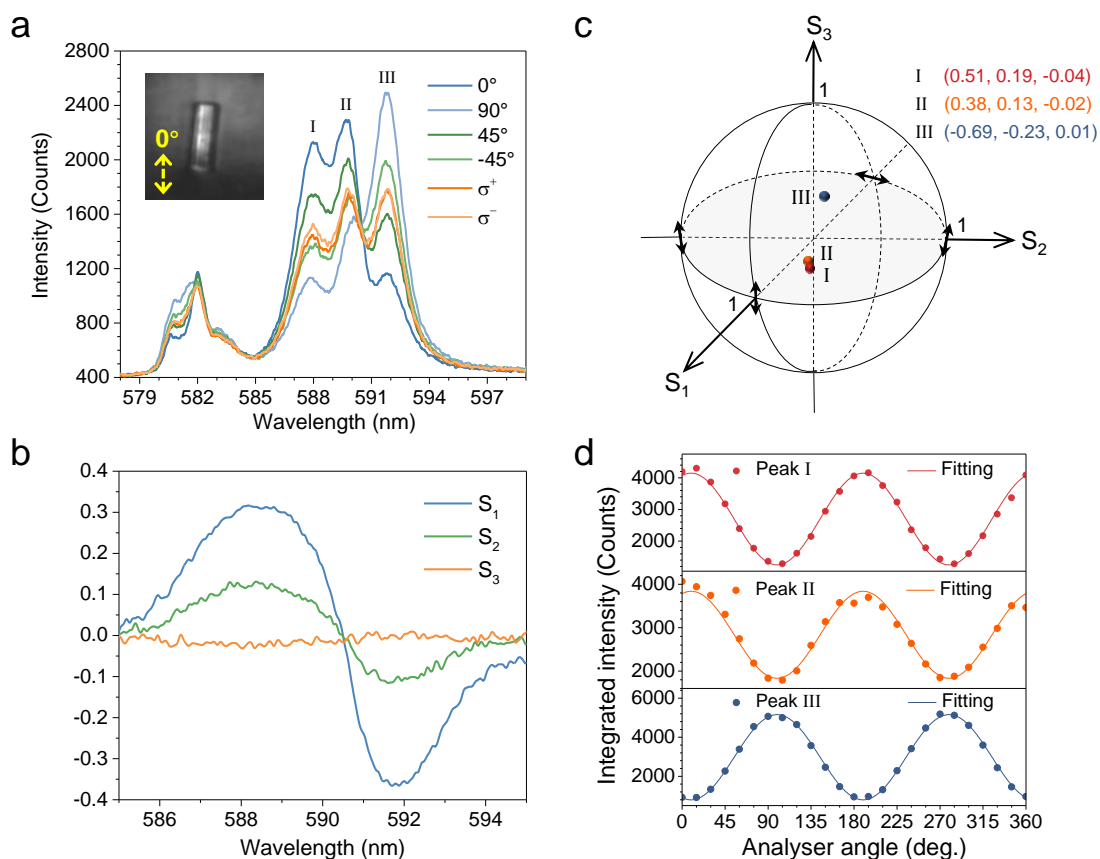 a
2800
2400
2000
1600
1200
800
400
Intensity (Counts)
579 582 585 588 591 594 597
Wavelength (nm)
0°
I
II
III
0°
90°
45°
-45°
σ+
σ−
b
0.4
0.3
0.2
0.1
0.0
-0.1
-0.2
-0.3
-0.4
586 588 590 592 594
Wavelength (nm)
S1
S2
S3
c
S3
1
I (0.51, 0.19, -0.04)
II (0.38, 0.13, -0.02)
III (-0.69, -0.23, 0.01)
III
1
S2
II
I
1
S1
d
Peak I Fitting
4000
3000
2000
Peak II Fitting
4000
3000
2000
Peak III Fitting
6000
4000
2000
Integrated intensity (Counts)
0 45 90 135 180 225 270 315 360
Analyser angle (deg.)